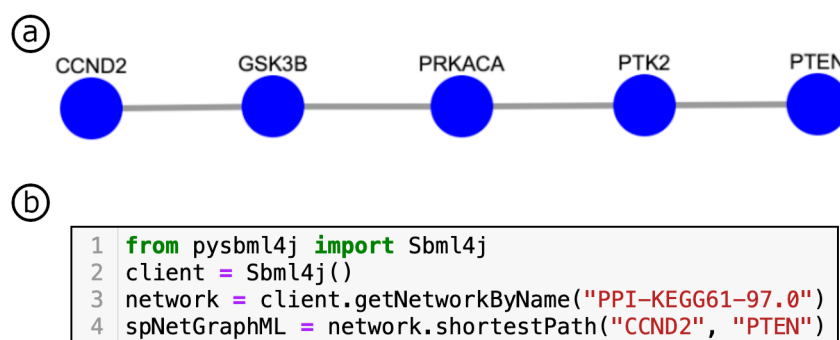 a
CCND2 GSK3B PRKACA PTK2 PTEN
b
1 from pysbml4j import Sbml4j
2 client = Sbml4j()
3 network = client.getNetworkByName("PPI-KEGG61-97.0")
4 spNetGraphML = network.shortestPath("CCND2", "PTEN")